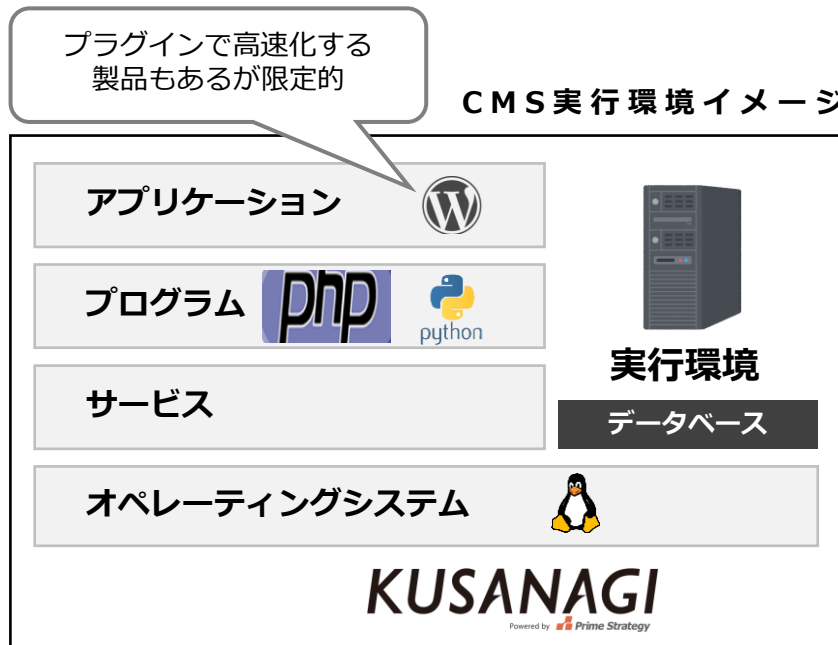 プラグインで高速化する
製品もあるが限定的
CMS実行環境イメージ
アプリケーション
プログラム php python
サービス
実行環境
データベース
オペレーティングシステム
KUSANAGI
Powered by Prime Strategy